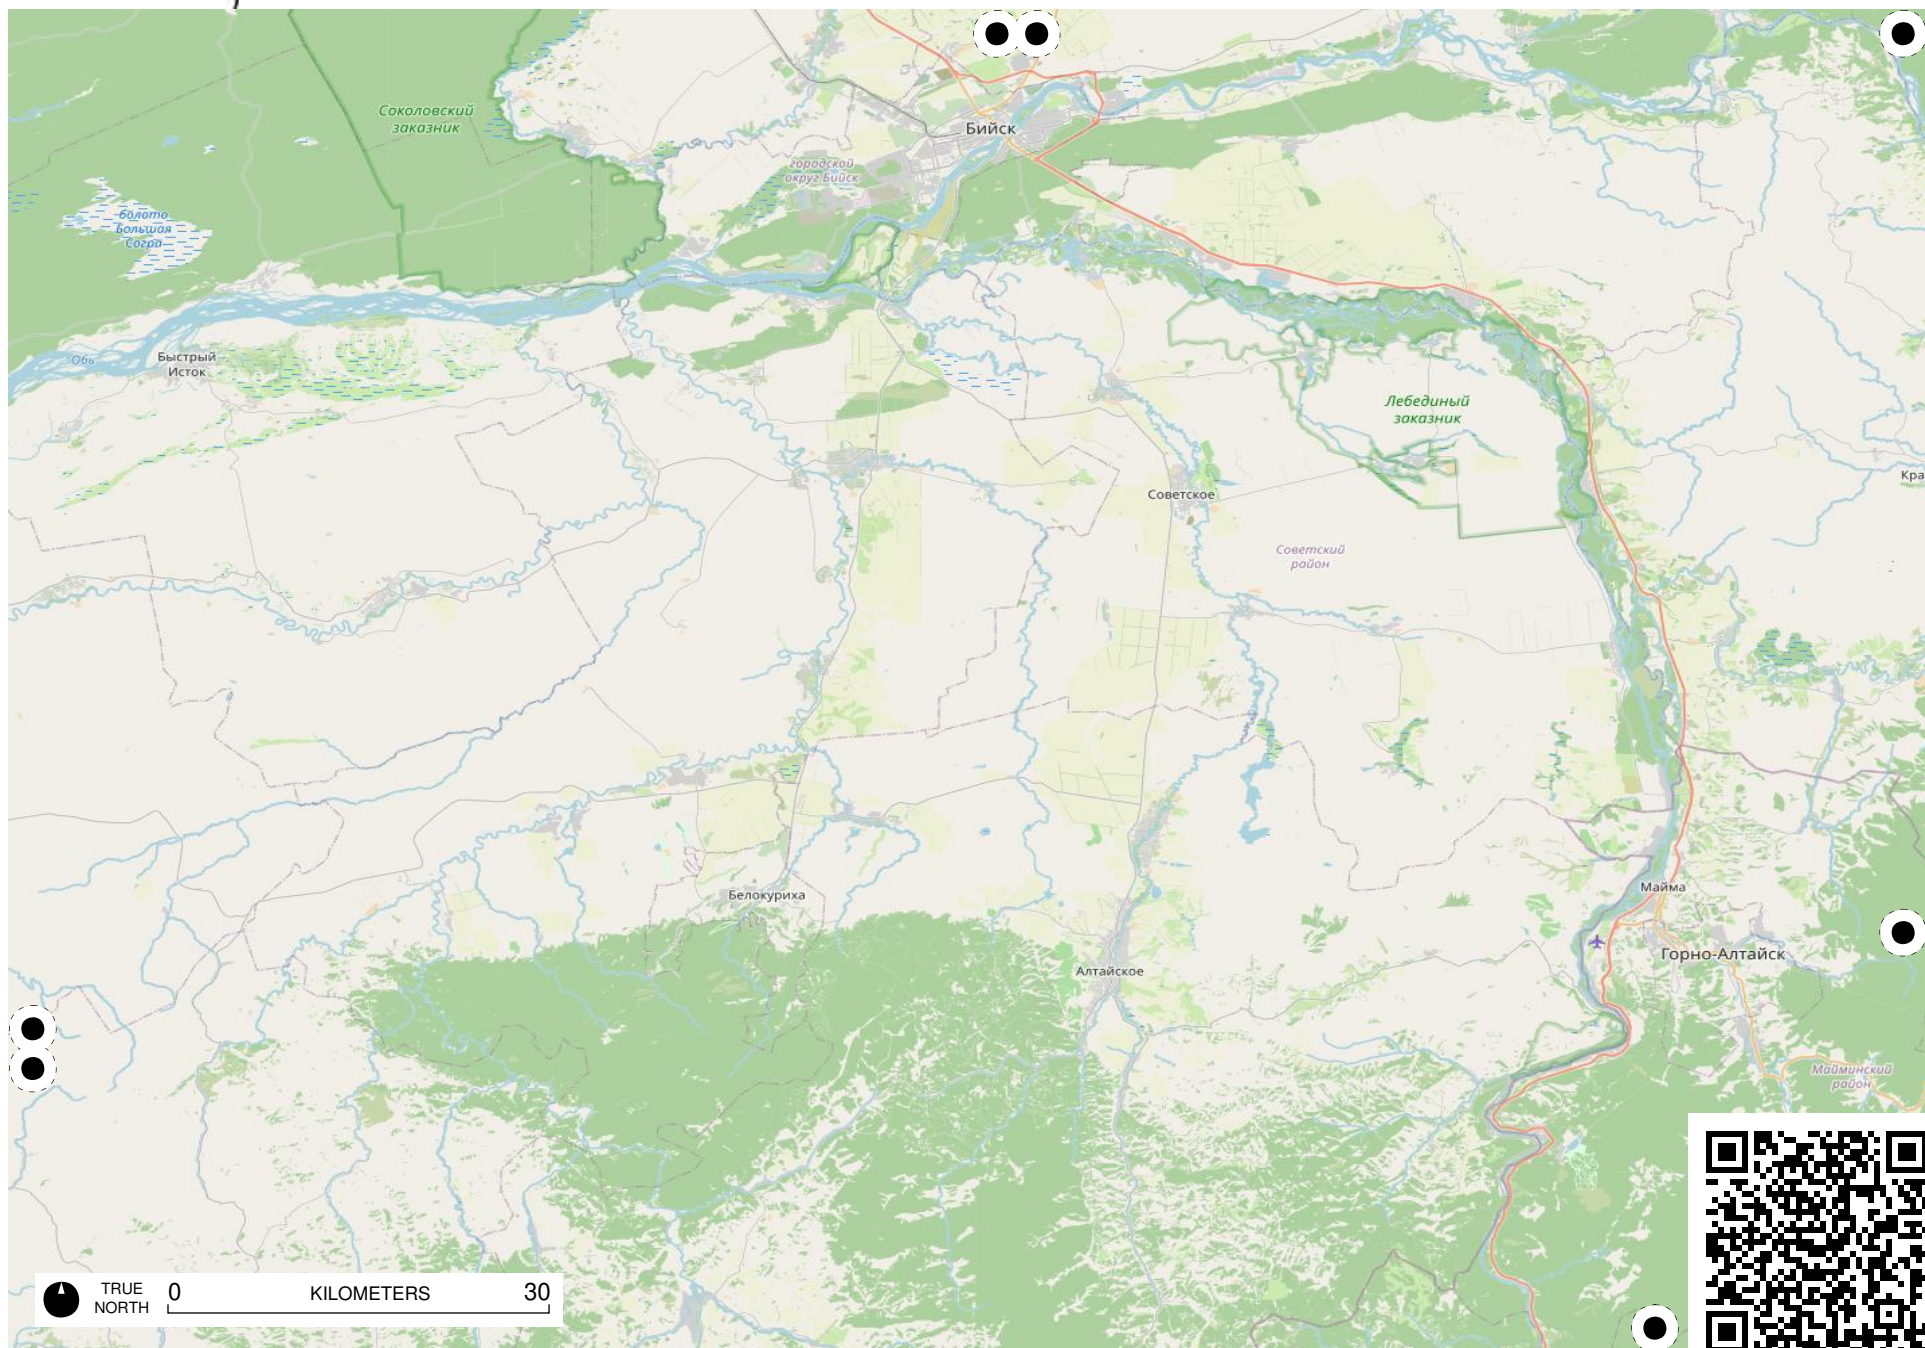 Соколовский
заказник
Бийск
городской
округ Бийск
болото
Большая
Согра
Обь
Быстрый
Исток
Лебединый
заказник
Кра
Советское
Советский
район
Белокуриха
Майма
Горно-Алтайск
Алтайское
Майминский
район
TRUE
NORTH
0 KILOMETERS 30